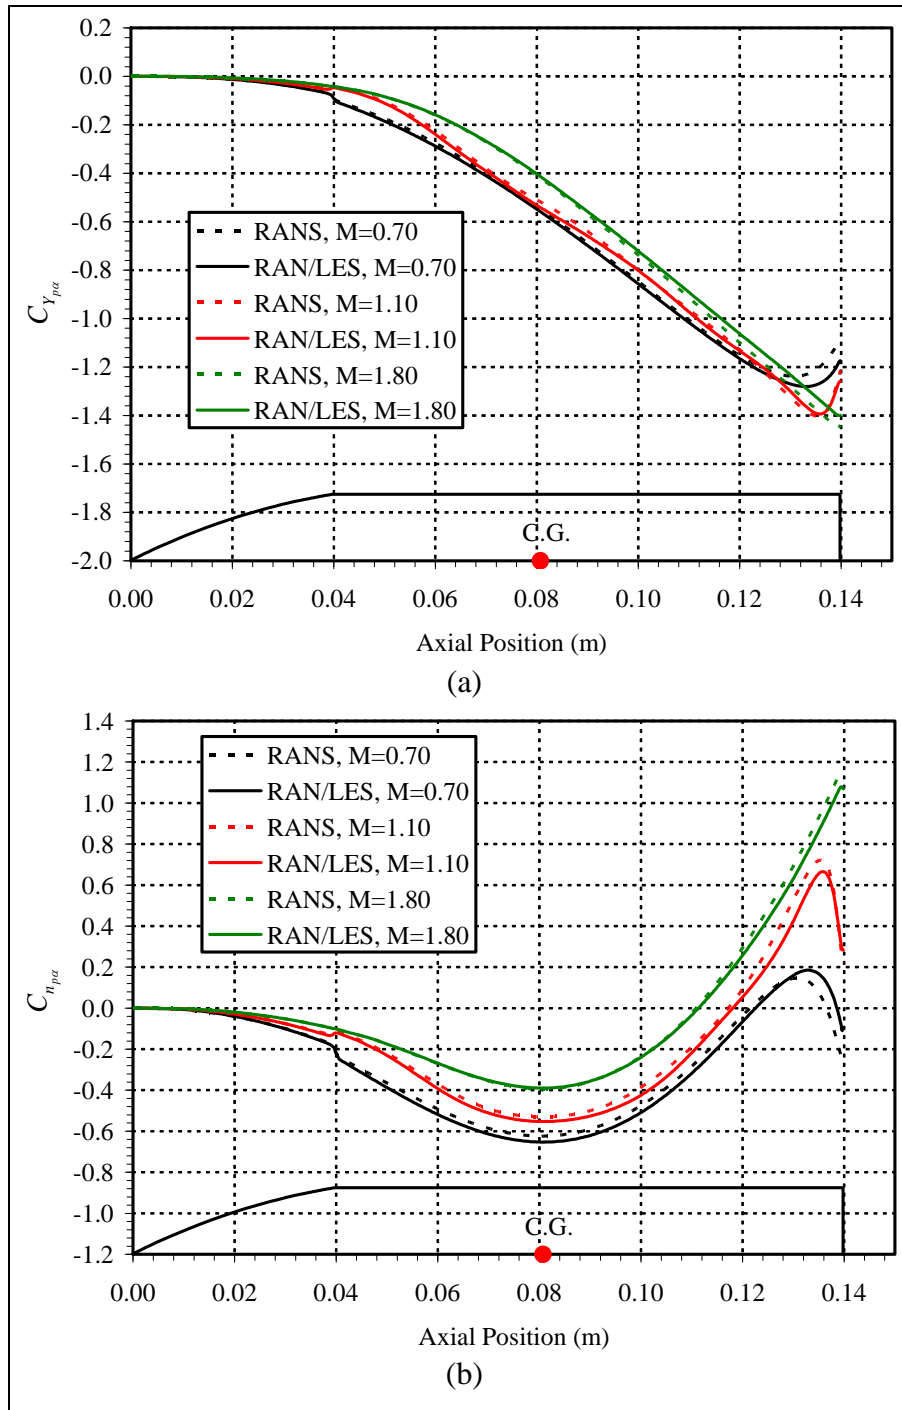 0.2
0.0
-0.2
-0.4
-0.6
-0.8
-1.0
-1.2
-1.4
-1.6
-1.8
-2.0
C_{Y_{pα}}
RANS, M=0.70
RAN/LES, M=0.70
RANS, M=1.10
RAN/LES, M=1.10
RANS, M=1.80
RAN/LES, M=1.80
C.G.
0.00 0.02 0.04 0.06 0.08 0.10 0.12 0.14
Axial Position (m)
(a)
1.4
1.2
1.0
0.8
0.6
0.4
0.2
0.0
-0.2
-0.4
-0.6
-0.8
-1.0
-1.2
C_{n_{pα}}
RANS, M=0.70
RAN/LES, M=0.70
RANS, M=1.10
RAN/LES, M=1.10
RANS, M=1.80
RAN/LES, M=1.80
C.G.
0.00 0.02 0.04 0.06 0.08 0.10 0.12 0.14
Axial Position (m)
(b)